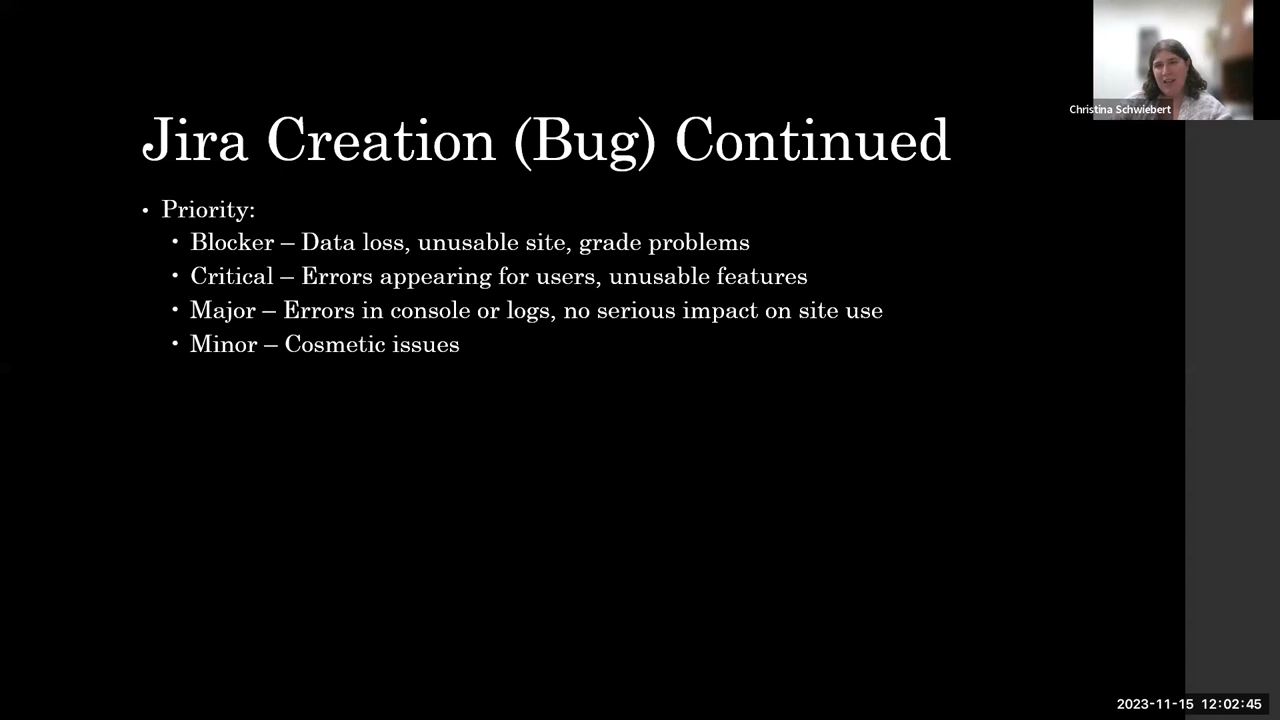 Christina Schwiebert
Jira Creation (Bug) Continued
• Priority:
• Blocker – Data loss, unusable site, grade problems
• Critical – Errors appearing for users, unusable features
• Major – Errors in console or logs, no serious impact on site use
• Minor – Cosmetic issues
2023-11-15 12:02:45